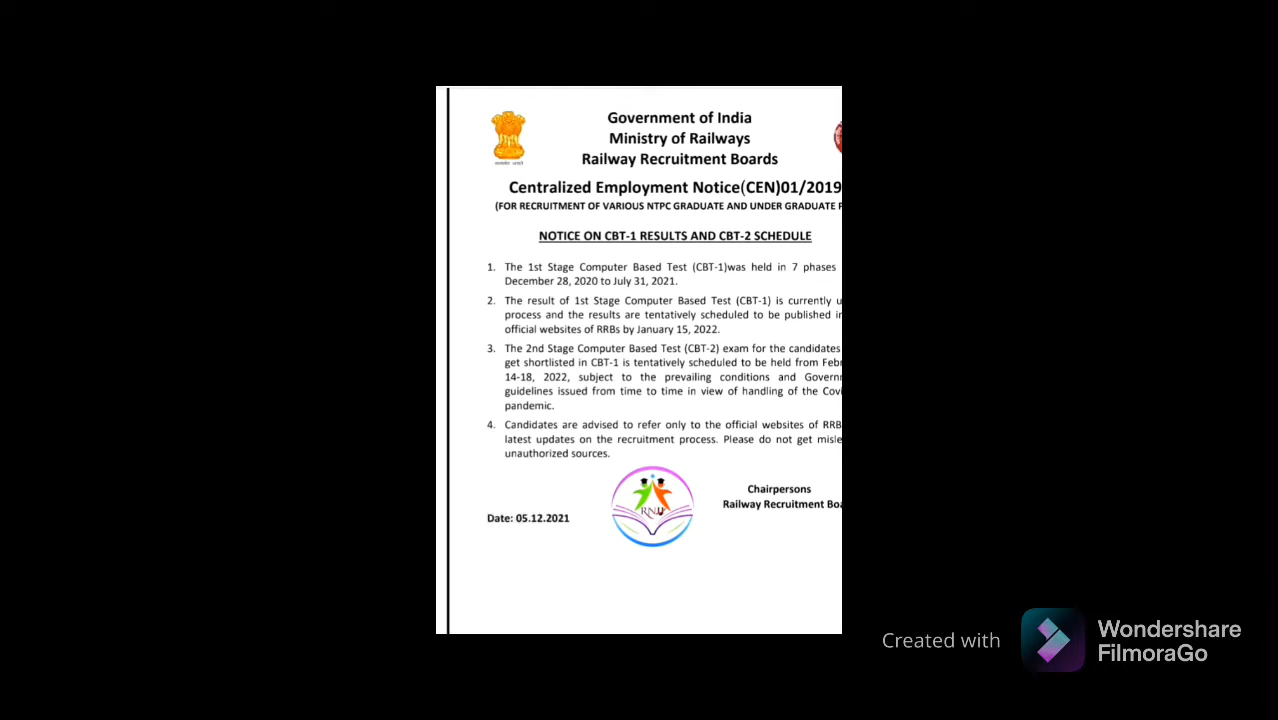 Government of India
Ministry of Railways
Railway Recruitment Boards
Centralized Employment Notice(CEN)01/2019
(FOR RECRUITMENT OF VARIOUS NTPC GRADUATE AND UNDER GRADUATE
NOTICE ON CBT-1 RESULTS AND CBT-2 SCHEDULE
1. The 1st Stage Computer Based Test (CBT-1)was held in 7 phases
December 28, 2020 to July 31, 2021.
2. The result of 1st Stage Computer Based Test (CBT-1) is currently
process and the results are tentatively scheduled to be published in
official websites of RRBs by January 15, 2022.
3. The 2nd Stage Computer Based Test (CBT-2) exam for the candidates
get shortlisted in CBT-1 is tentatively scheduled to be held from Febr
14-18, 2022, subject to the prevailing conditions and Governm
guidelines issued from time to time in view of handling of the Covi
pandemic.
4. Candidates are advised to refer only to the official websites of RRB
latest updates on the recruitment process. Please do not get misle
unauthorized sources.
Chairpersons
Railway Recruitment Boa
Date: 05.12.2021
Created with
Wondershare
FilmoraGo